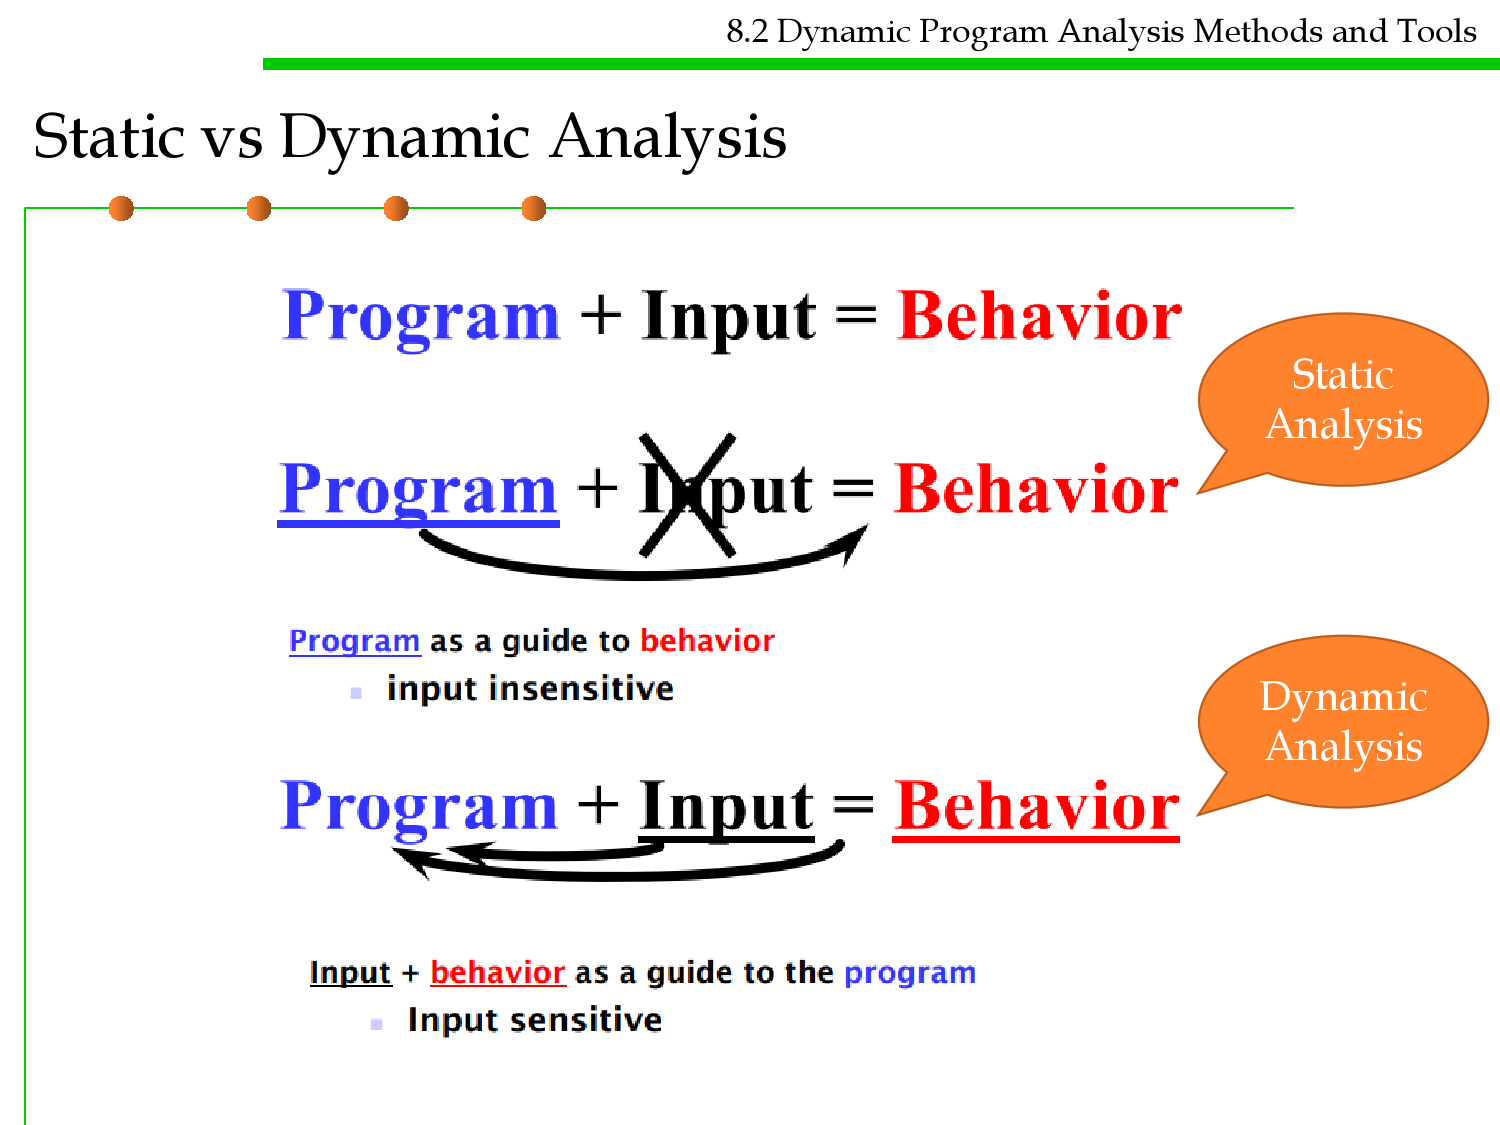 8.2 Dynamic Program Analysis Methods and Tools
Static vs Dynamic Analysis
Program + Input = Behavior
Static
Analysis
Program + Input = Behavior
Program as a guide to behavior
input insensitive
Dynamic
Analysis
Program + Input = Behavior
Input + behavior as a guide to the program
Input sensitive